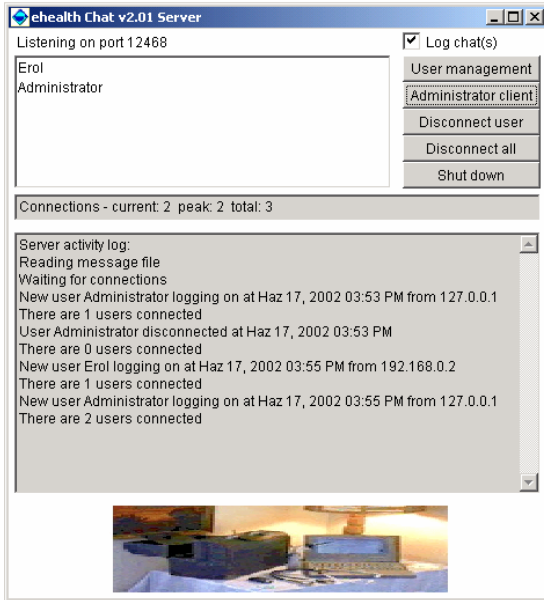 ehealth Chat v2.01 Server
Listening on port 12468
Log chat(s)
Erol
Administrator
User management
Administrator client
Disconnect user
Disconnect all
Shut down
Connections - current: 2 peak: 2 total: 3
Server activity log:
Reading message file
Waiting for connections
New user Administrator logging on at Haz 17, 2002 03:53 PM from 127.0.0.1
There are 1 users connected
User Administrator disconnected at Haz 17, 2002 03:53 PM
There are 0 users connected
New user Erol logging on at Haz 17, 2002 03:55 PM from 192.168.0.2
There are 1 users connected
New user Administrator logging on at Haz 17, 2002 03:55 PM from 127.0.0.1
There are 2 users connected